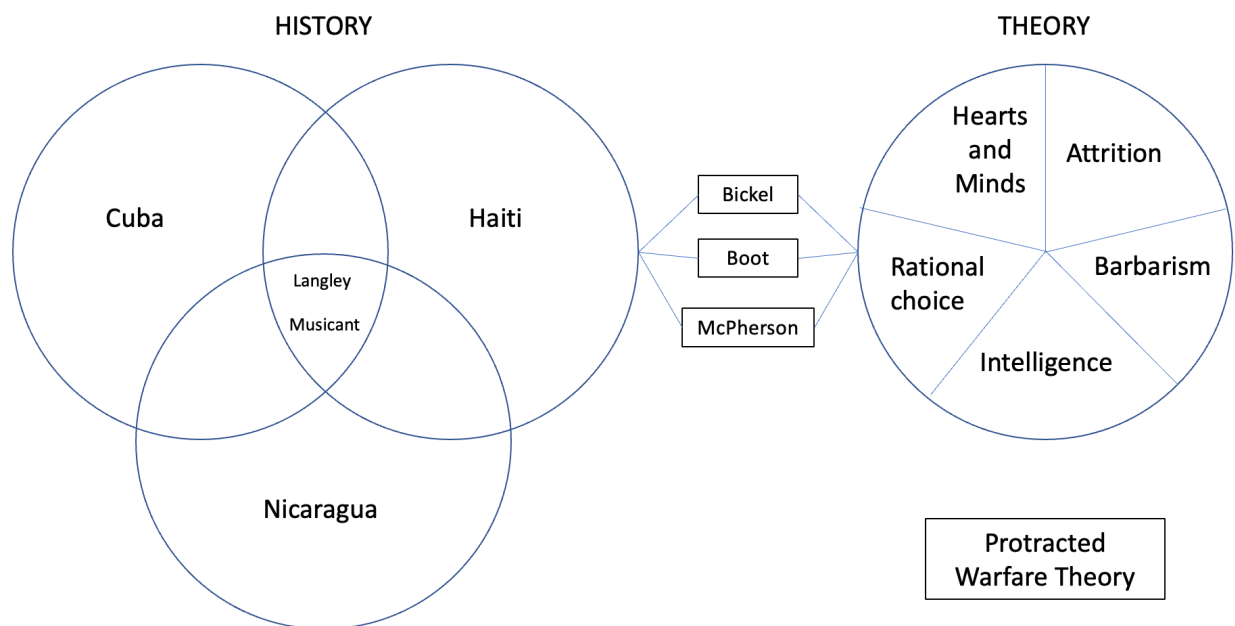 HISTORY
Cuba
Haiti
Langley
Musicant
Nicaragua
Bickel
Boot
McPherson
THEORY
Hearts
and
Minds
Attrition
Rational
choice
Barbarism
Intelligence
Protracted
Warfare Theory